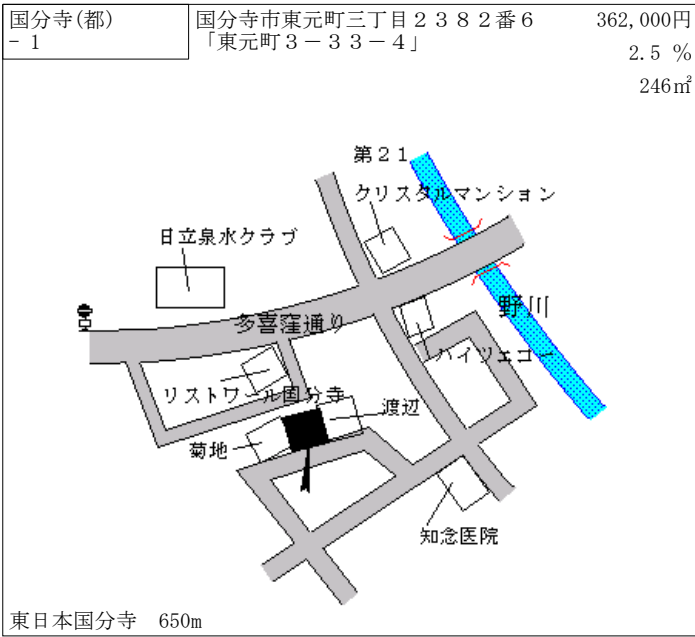 国分寺(都)
- 1
国分寺市東元町三丁目２３８２番６
「東元町３－３３－４」
362,000円
2.5 %
246㎡
第２１
クリスタルマンション
日立泉水クラブ
野川
多喜窪通り
ハイツエコー
リストワール国分寺
渡辺
菊地
知念医院
東日本国分寺　650m